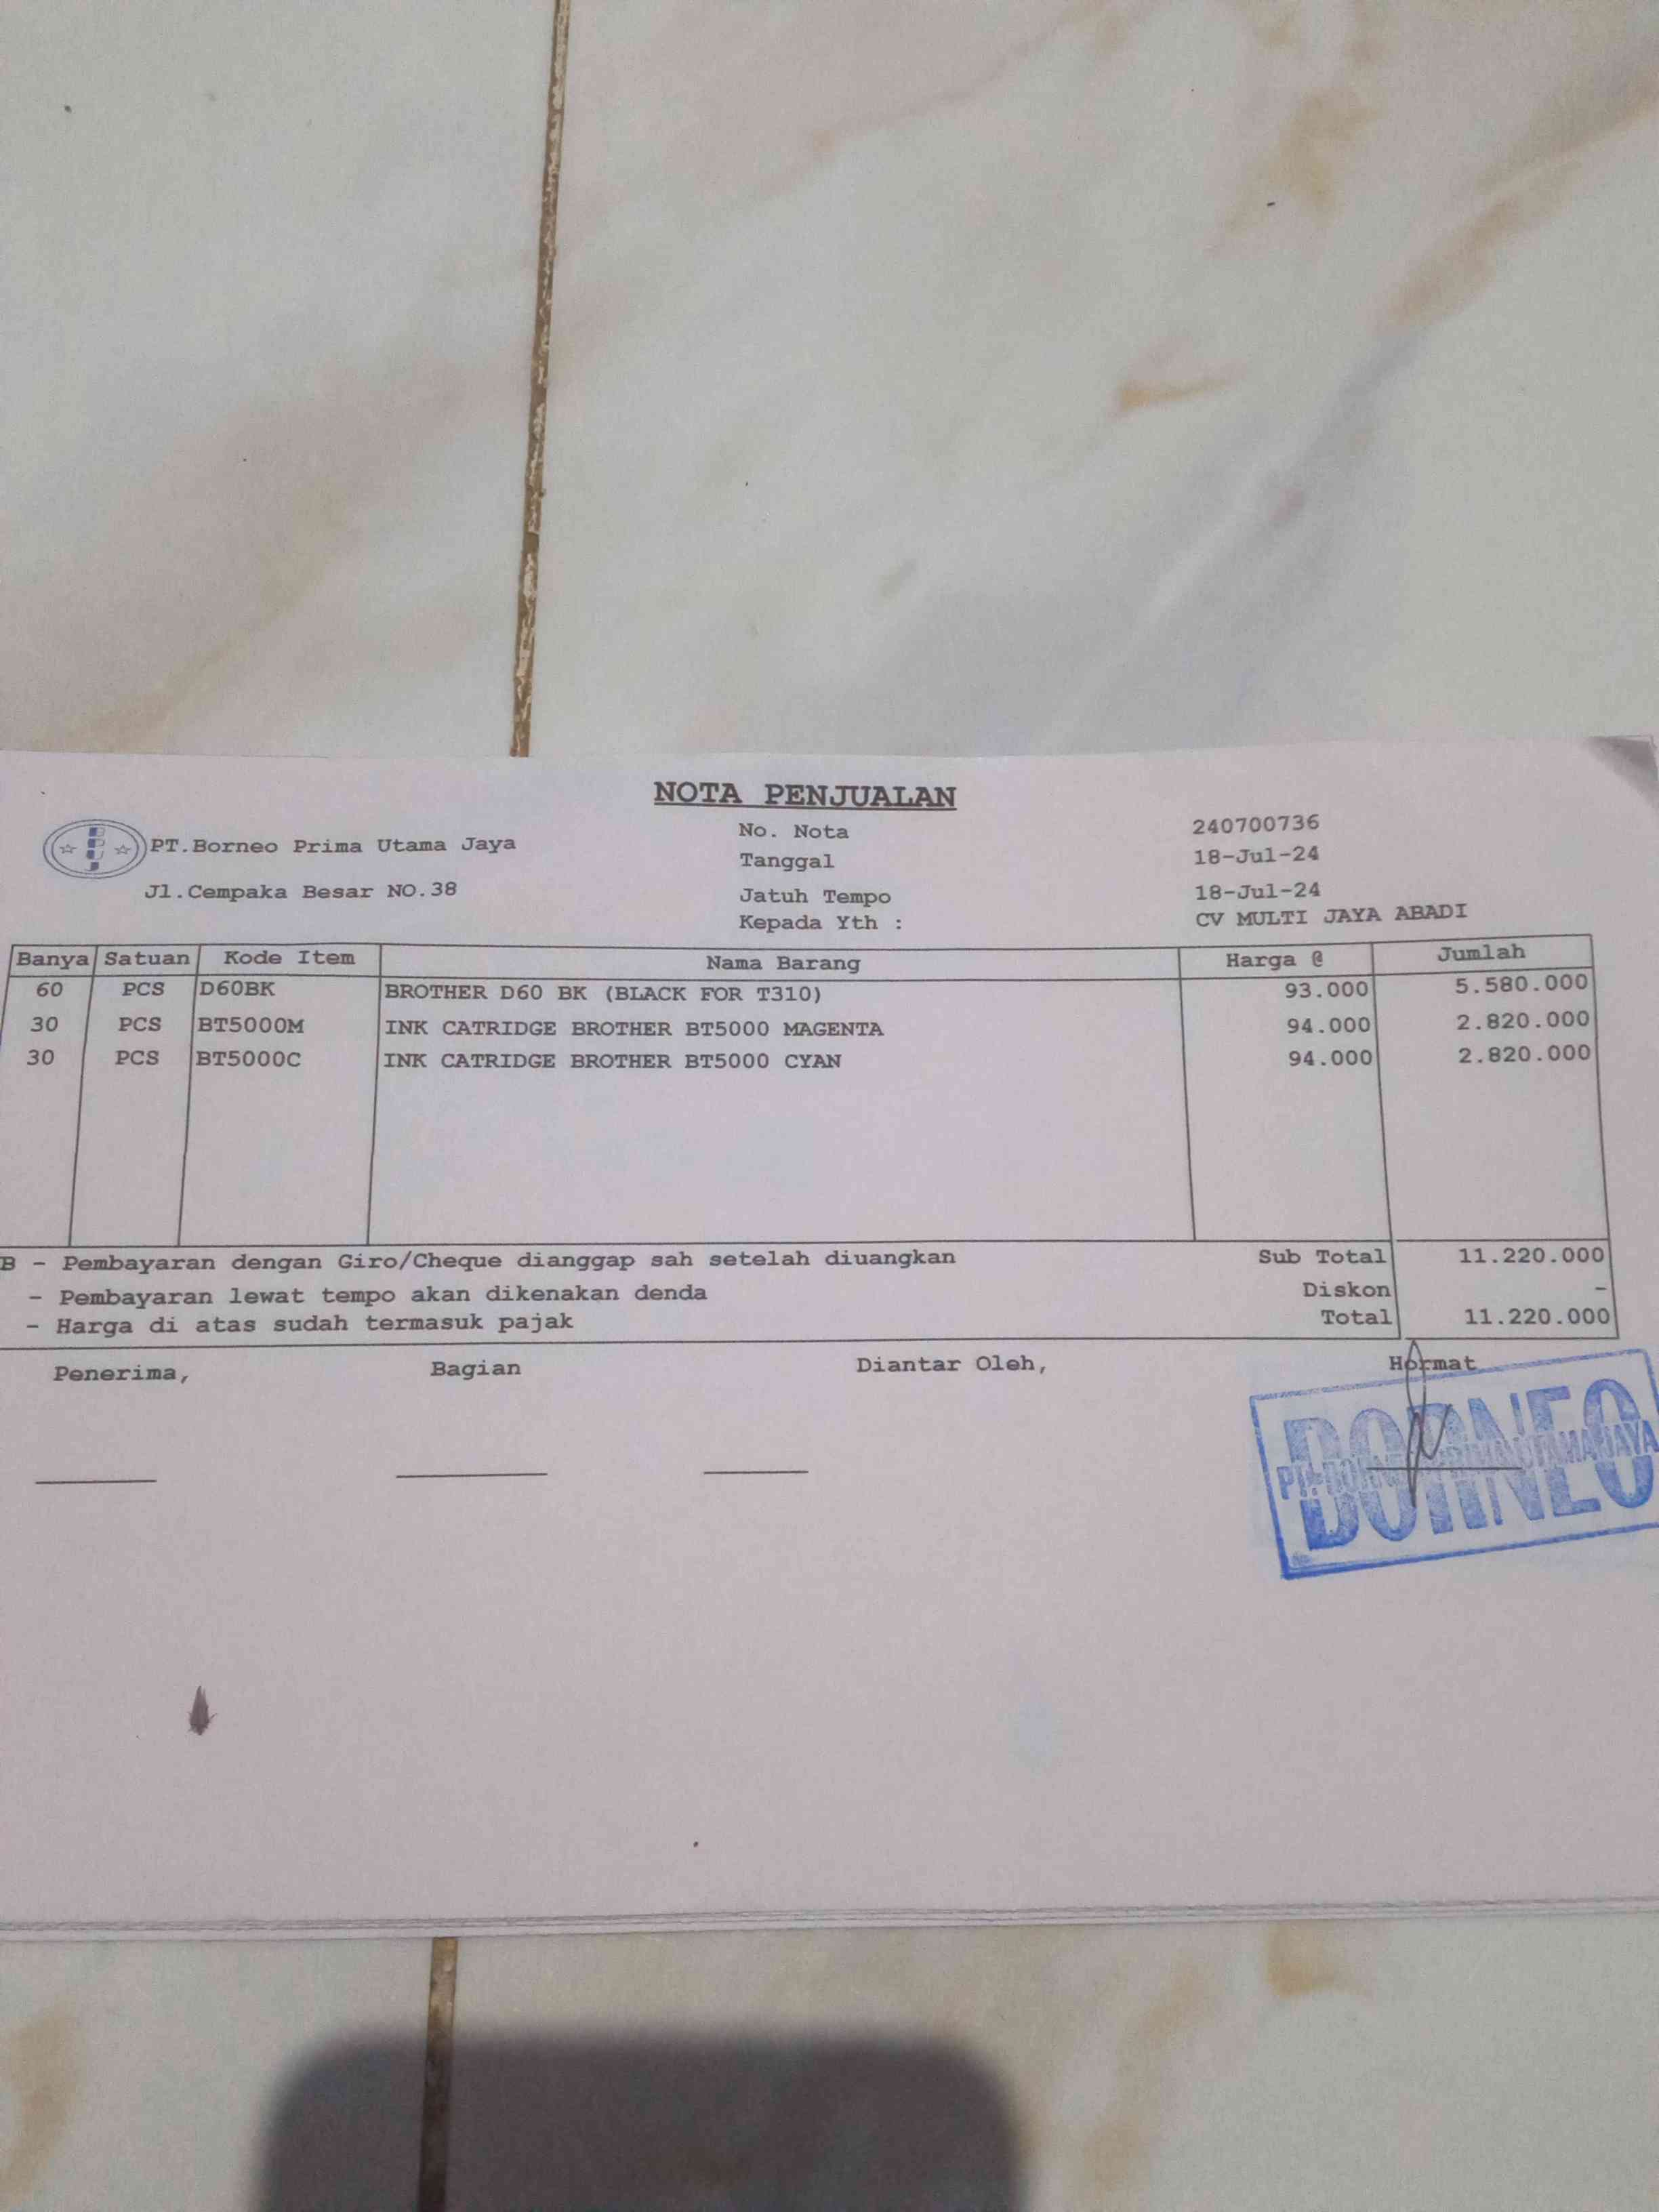 NOTA PENJUALAN
PT.Borneo Prima Utama Jaya
Jl.Cempaka Besar NO.38
No. Nota 240700736
Tanggal 18-Jul-24
Jatuh Tempo 18-Jul-24
Kepada Yth : CV MULTI JAYA ABADI
Banya Satuan Kode Item Nama Barang Harga @ Jumlah
60 PCS D60BK BROTHER D60 BK (BLACK FOR T310) 93.000 5.580.000
30 PCS BT5000M INK CATRIDGE BROTHER BT5000 MAGENTA 94.000 2.820.000
30 PCS BT5000C INK CATRIDGE BROTHER BT5000 CYAN 94.000 2.820.000
B - Pembayaran dengan Giro/Cheque dianggap sah setelah diuangkan Sub Total 11.220.000
- Pembayaran lewat tempo akan dikenakan denda Diskon -
- Harga di atas sudah termasuk pajak Total 11.220.000
Penerima, Bagian Diantar Oleh, Hormat
BORNEO
PT. BORNEO PRIMA UTAMA JAYA